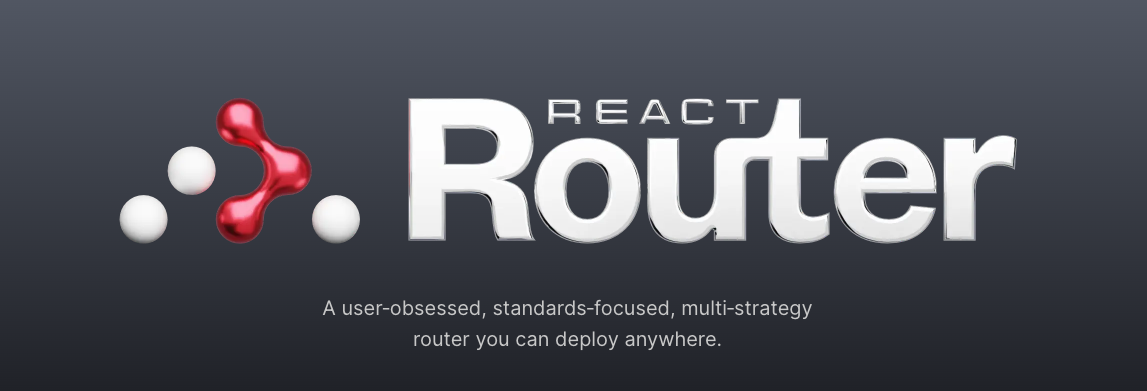 REACT
Router
A user-obsessed, standards-focused, multi-strategy
router you can deploy anywhere.